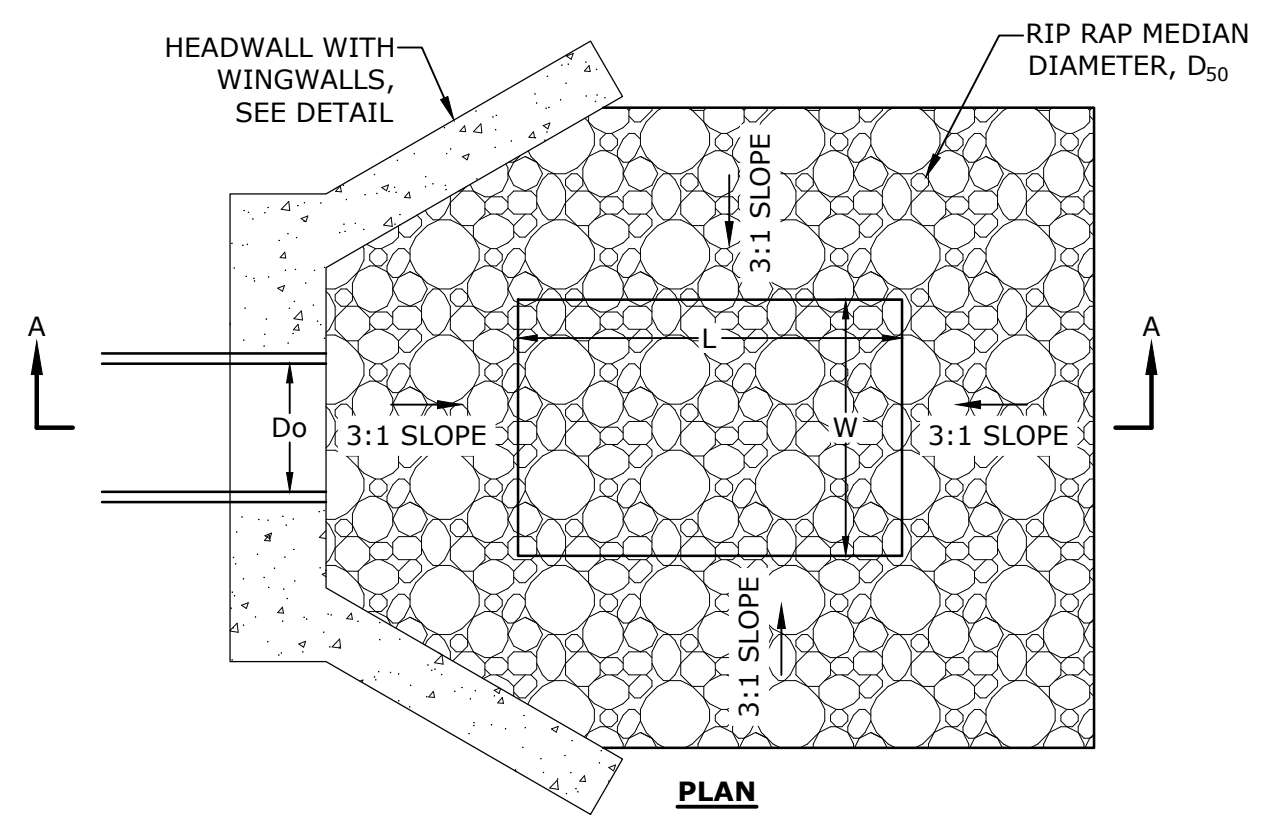 HEADWALL WITH
WINGWALLS,
SEE DETAIL
RIP RAP MEDIAN
DIAMETER, D₅₀
3:1 SLOPE
A
A
L
Do
3:1 SLOPE
W
3:1 SLOPE
3:1 SLOPE
PLAN